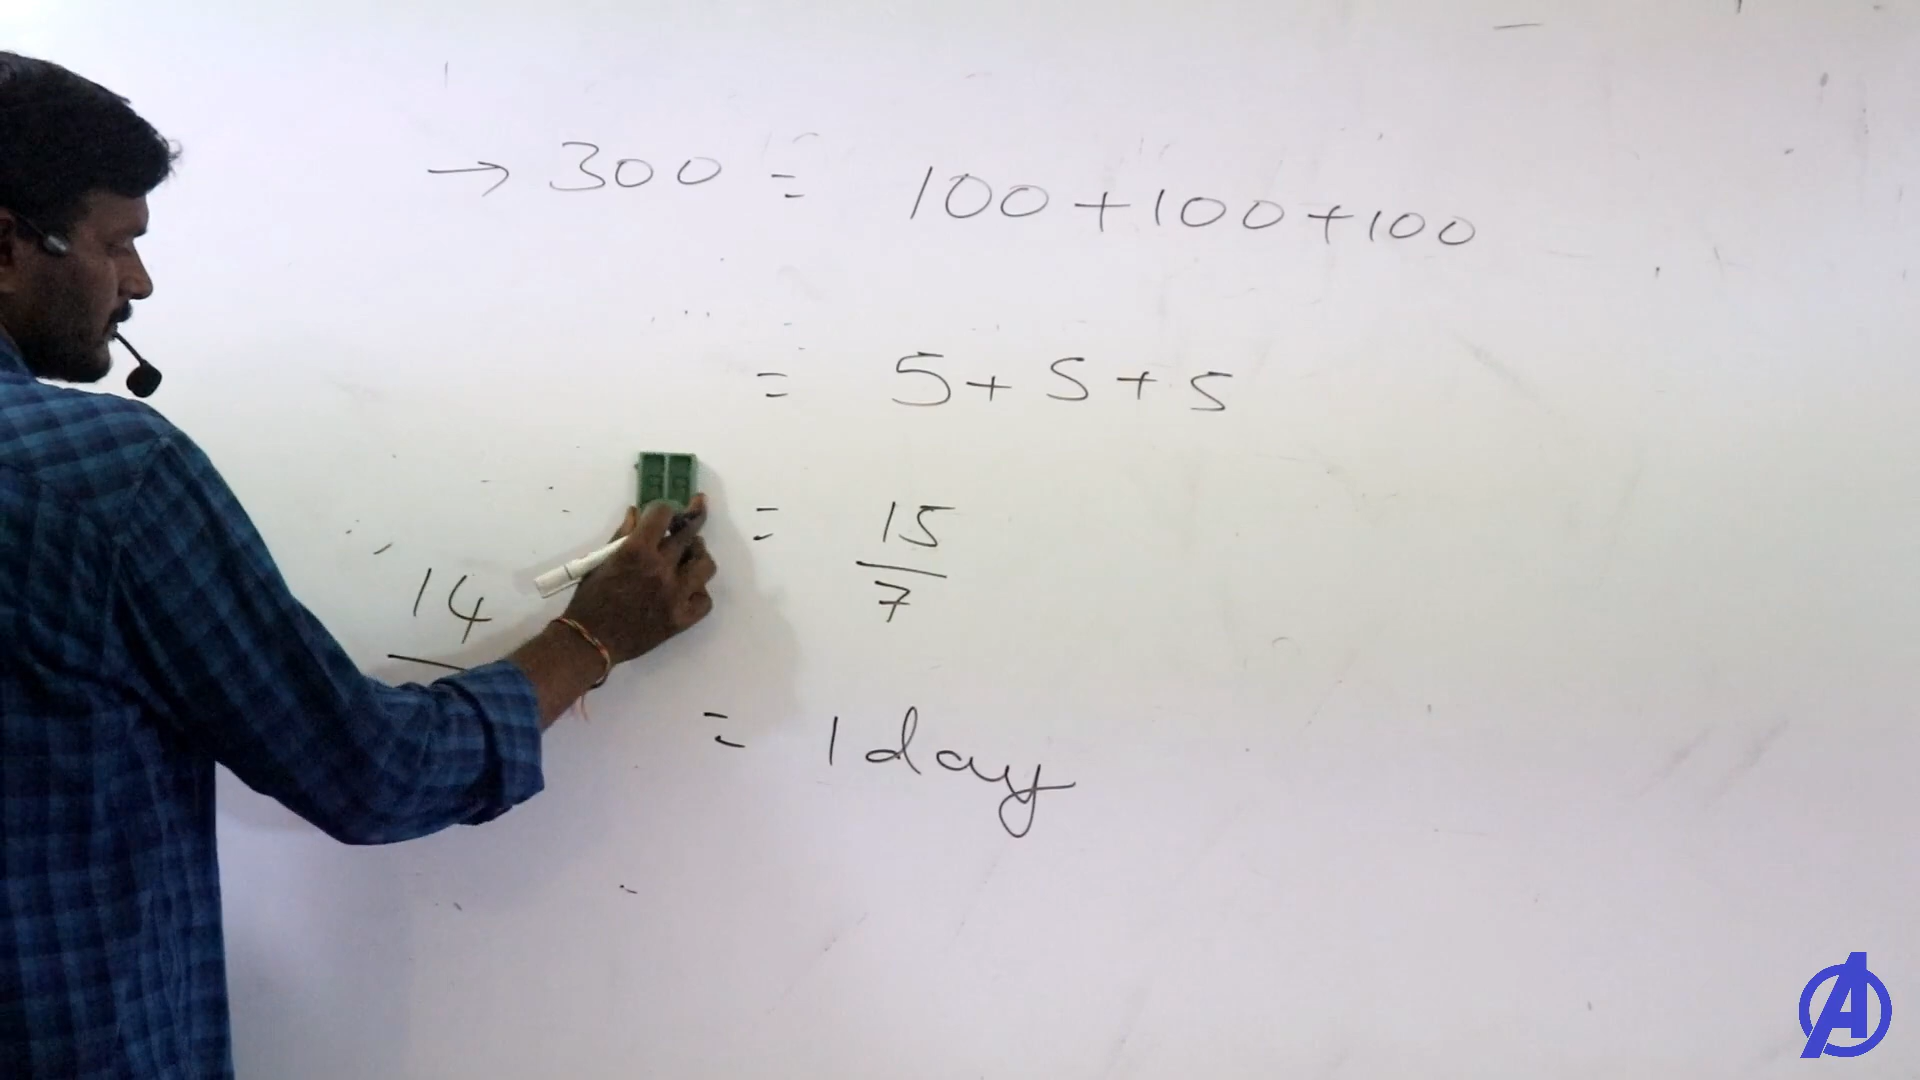 → 300 = 100 + 100 + 100
= 5 + 5 + 5
= 15
7
14
= 1 day